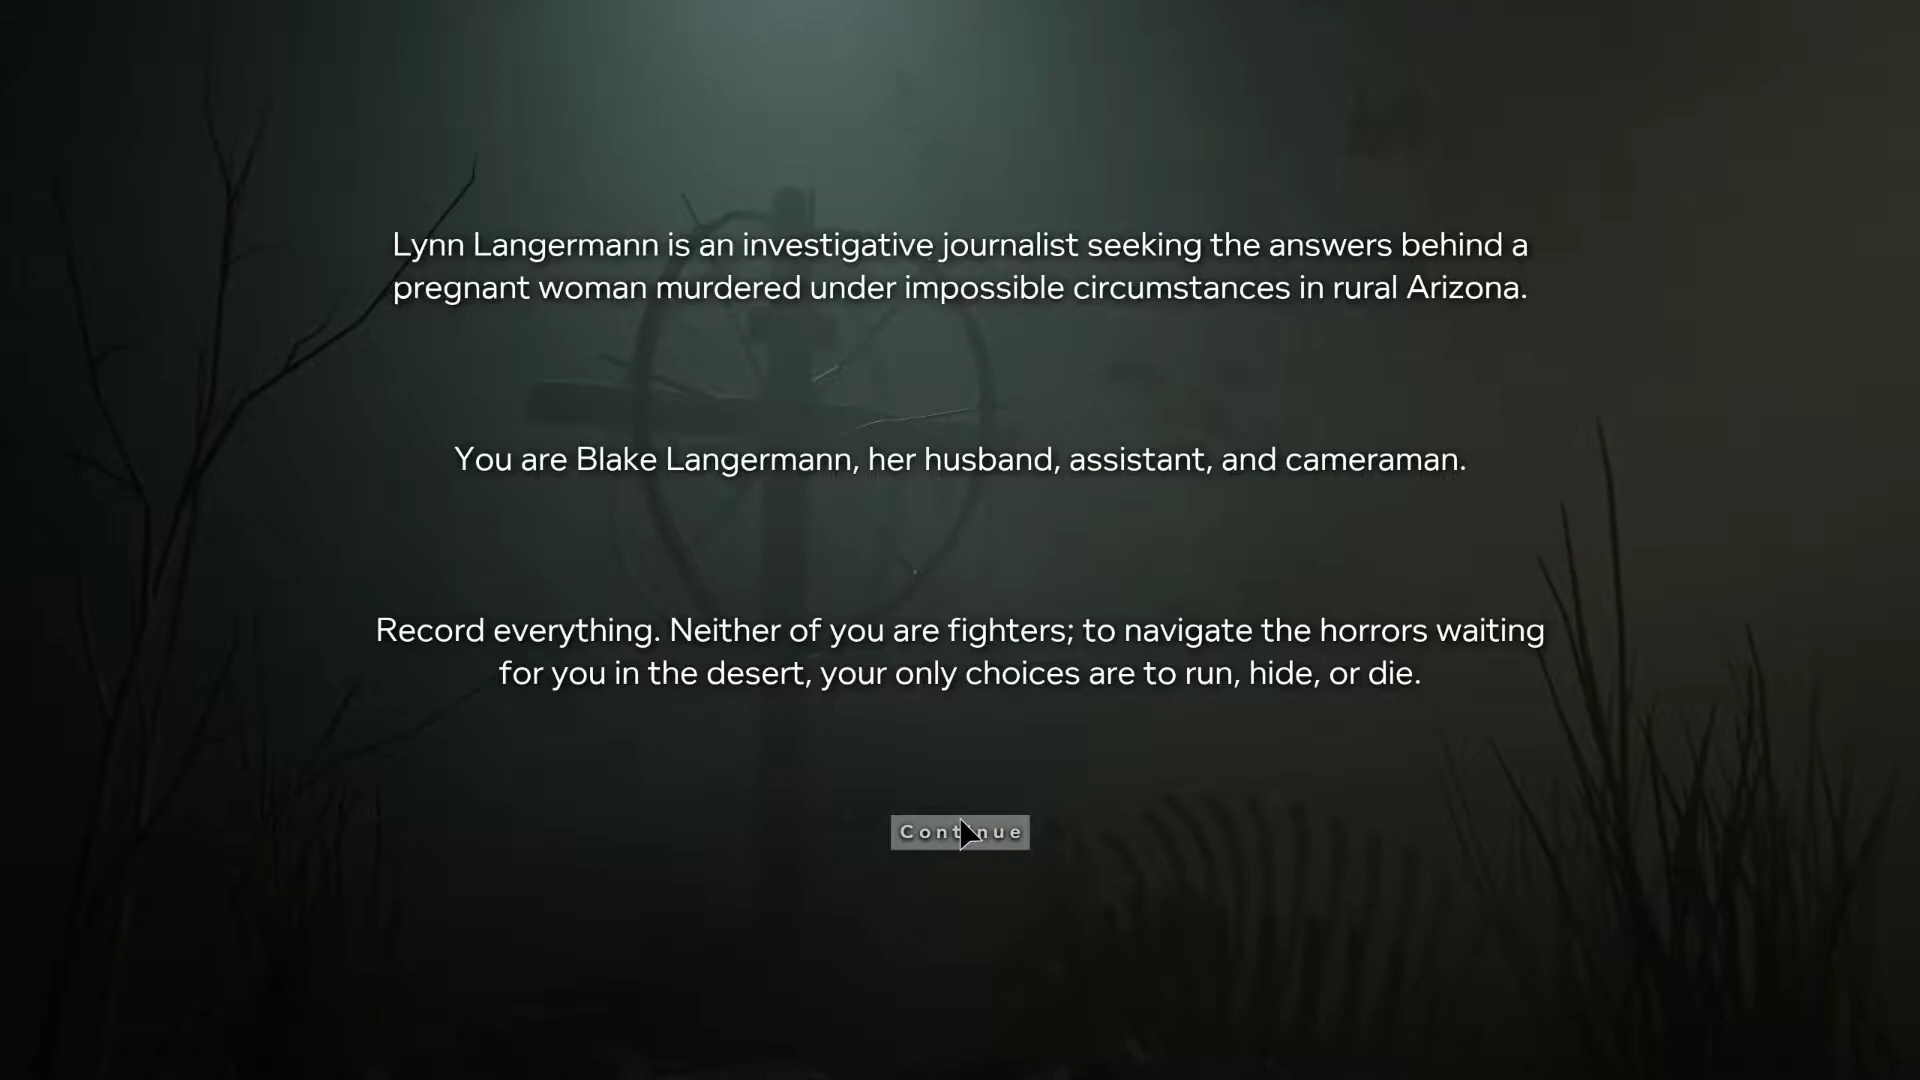 Lynn Langermann is an investigative journalist seeking the answers behind a
pregnant woman murdered under impossible circumstances in rural Arizona.
You are Blake Langermann, her husband, assistant, and cameraman.
Record everything. Neither of you are fighters; to navigate the horrors waiting
for you in the desert, your only choices are to run, hide, or die.
Continue